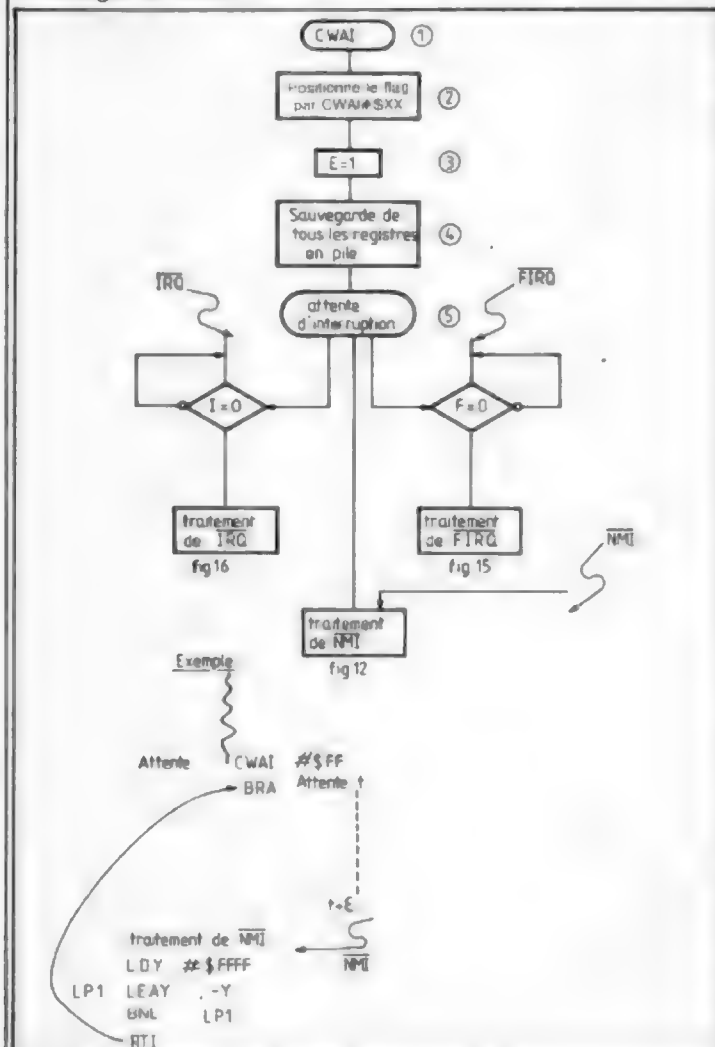 CWAI ①
Positionne le flag ②
par CWAI#$XX
E=1 ③
Sauvegarde de
tous les registres ④
en pile
IRQ
FIRQ
attente ⑤
d'interruption
I=0
F=0
traitement
de IRQ
fig 16
traitement
de FIRQ
fig 15
NMI
traitement
de NMI
fig 12
Exemple
Attente CWAI #$FF
BRA Attente t
t+ε
traitement de NMI
NMI
LDY #$FFFF
LP1 LEAY ,-Y
LP1
RTI